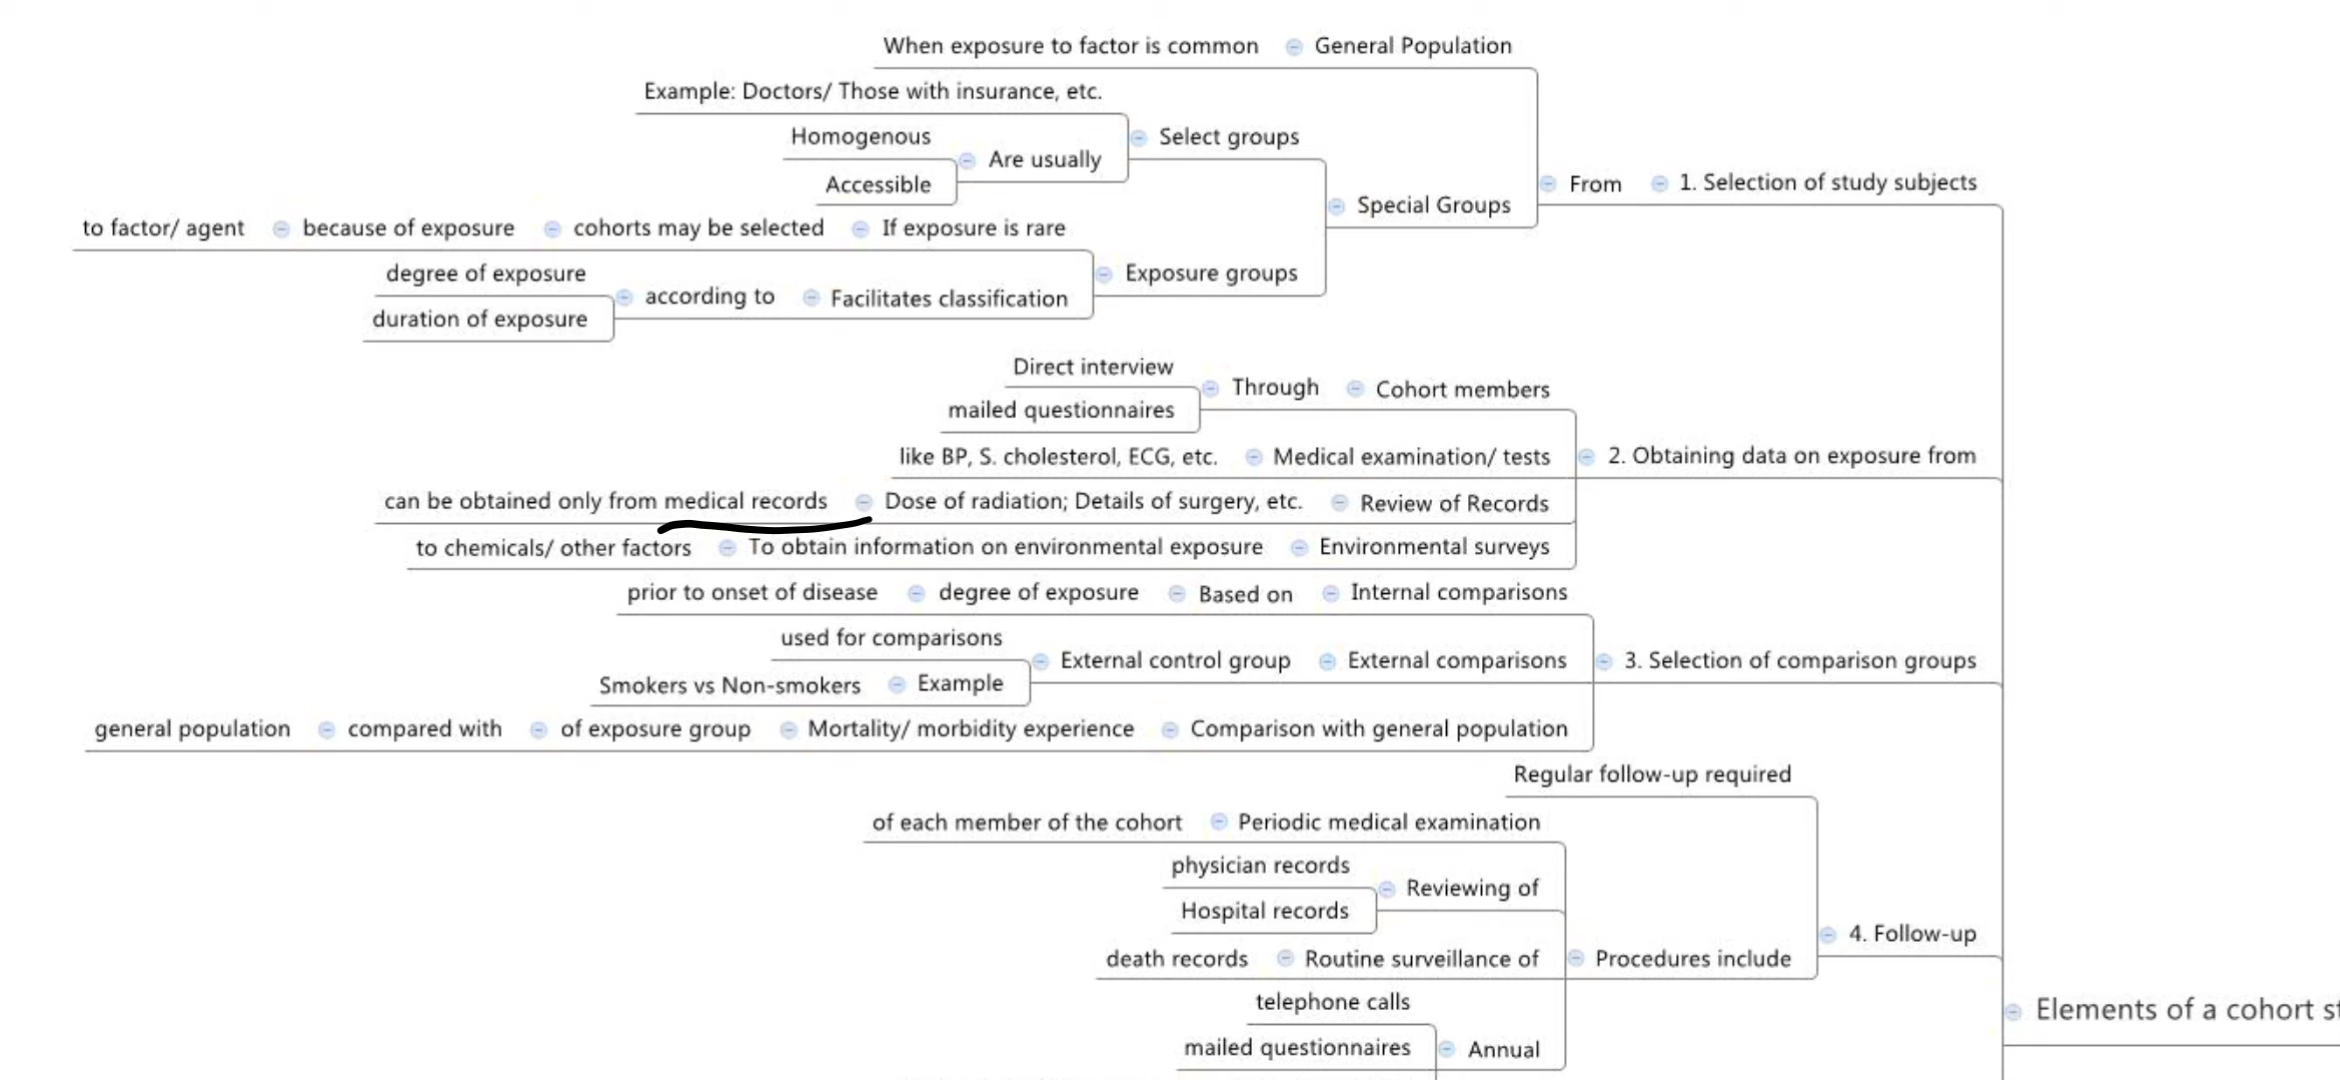 When exposure to factor is common General Population
Example: Doctors/ Those with insurance, etc.
Homogenous
Select groups
Are usually
Accessible
From 1. Selection of study subjects
Special Groups
to factor/ agent because of exposure cohorts may be selected If exposure is rare
degree of exposure
Exposure groups
according to Facilitates classification
duration of exposure
Direct interview
Through Cohort members
mailed questionnaires
like BP, S. cholesterol, ECG, etc. Medical examination/ tests
2. Obtaining data on exposure from
can be obtained only from medical records Dose of radiation; Details of surgery, etc. Review of Records
to chemicals/ other factors To obtain information on environmental exposure Environmental surveys
prior to onset of disease degree of exposure Based on Internal comparisons
used for comparisons
External control group External comparisons
3. Selection of comparison groups
Smokers vs Non-smokers Example
general population compared with of exposure group Mortality/ morbidity experience Comparison with general population
Regular follow-up required
of each member of the cohort Periodic medical examination
physician records
Reviewing of
Hospital records
4. Follow-up
death records Routine surveillance of Procedures include
telephone calls
Elements of a cohort
mailed questionnaires Annual